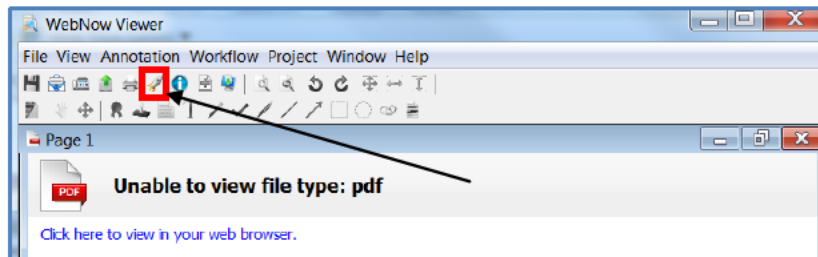 WebNow Viewer
File View Annotation Workflow Project Window Help
Page 1
PDF
Unable to view file type: pdf
Click here to view in your web browser.